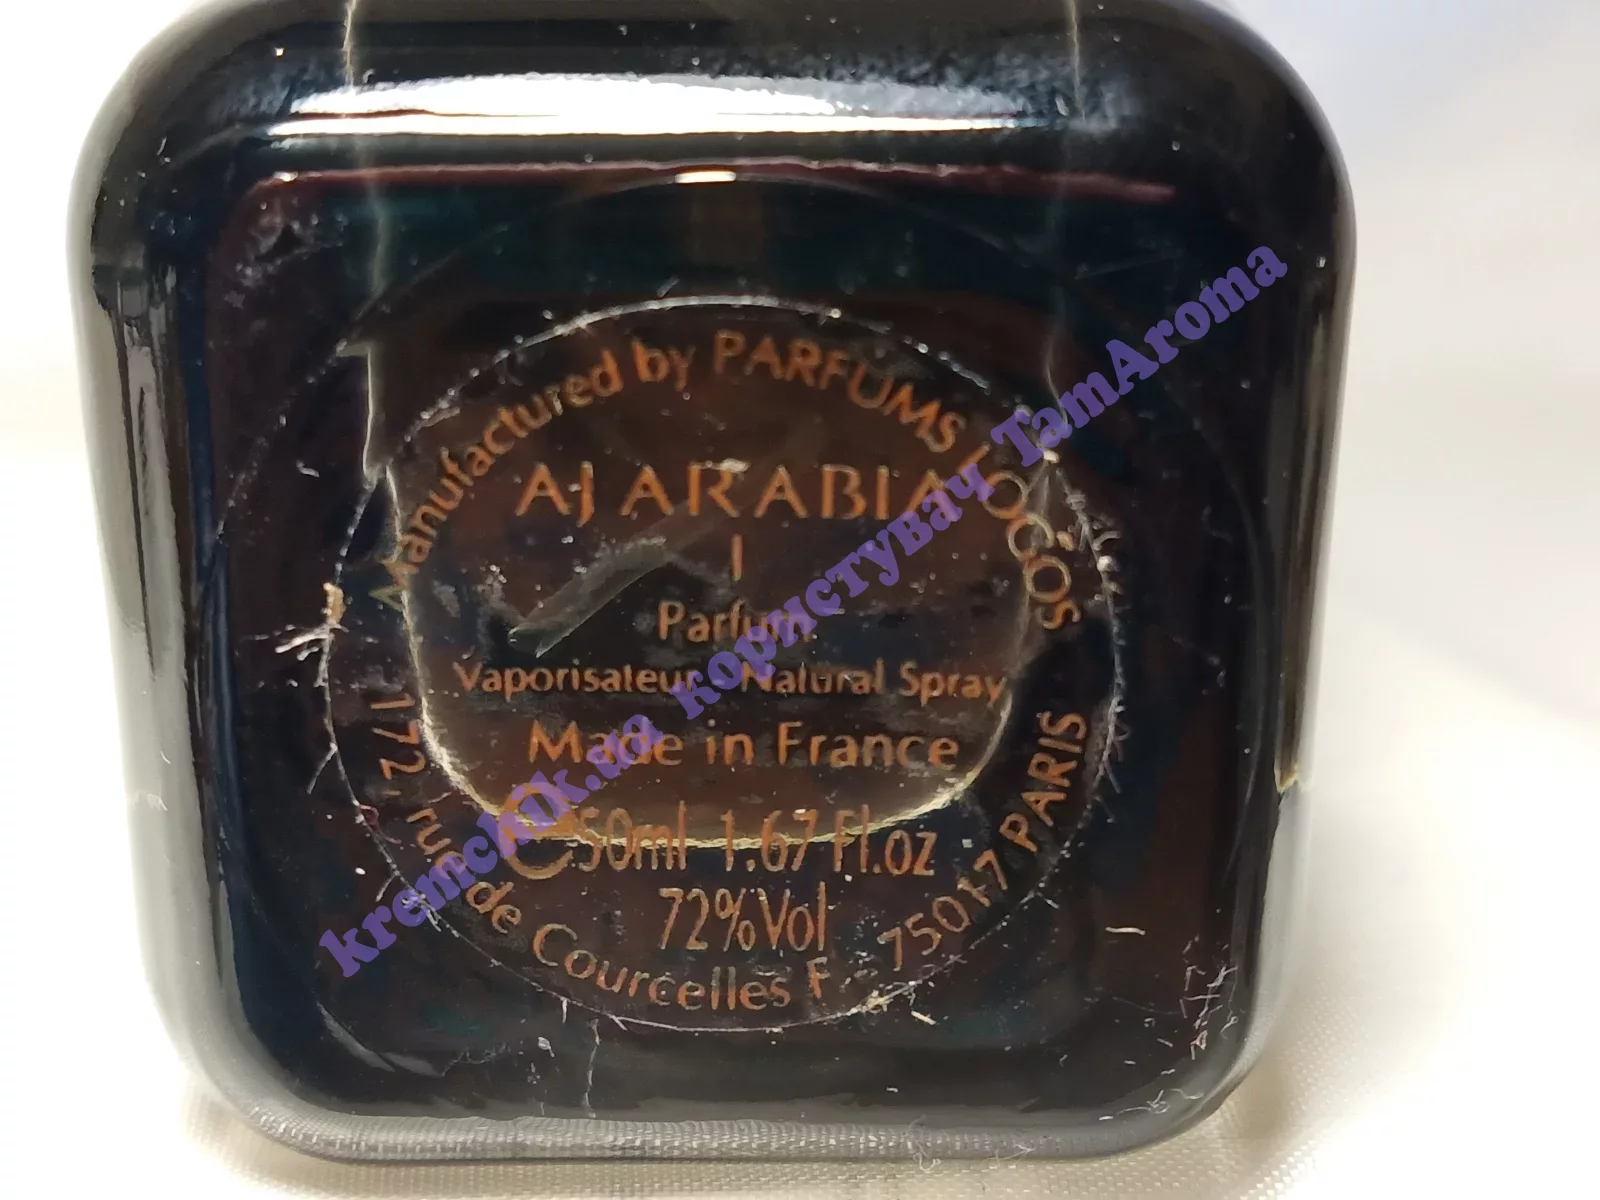 Manufactured by PARFUMS LOGOS
AJ ARABIA
I
Parfum
Vaporisateur - Natural Spray
Made in France
e 50ml 1.67 Fl.oz
72%Vol
172, rue de Courcelles F - 75017 PARIS
kremchik.ua користуВач TamAroma